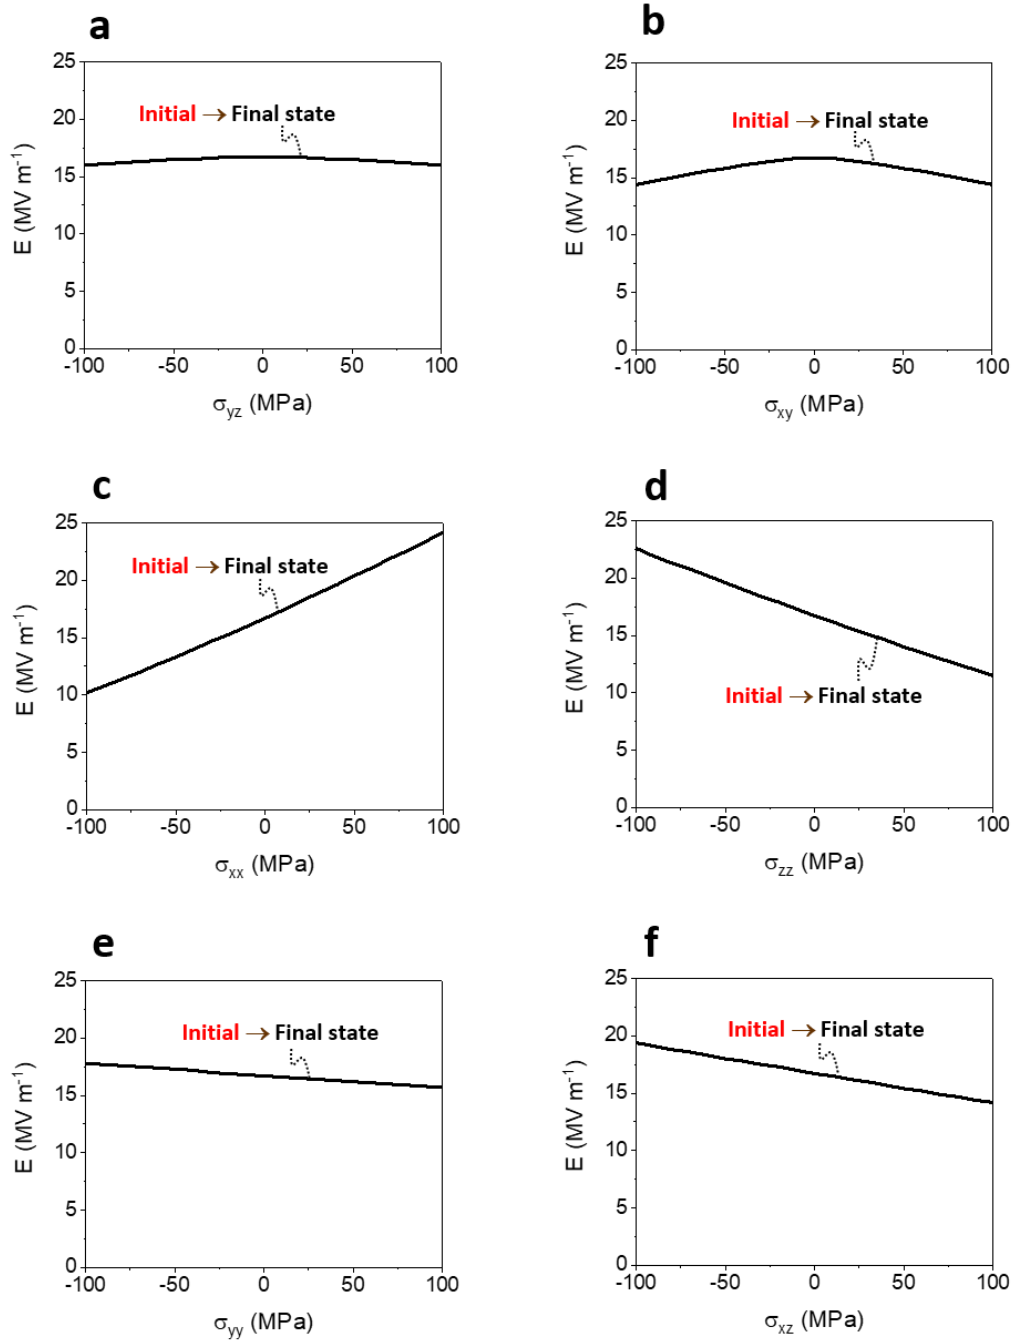 a
25
20
15
10
5
0
E (MV m⁻¹)
Initial → Final state
-100 -50 0 50 100
σyz (MPa)
b
25
20
15
10
5
0
E (MV m⁻¹)
Initial → Final state
-100 -50 0 50 100
σxy (MPa)
c
25
20
15
10
5
0
E (MV m⁻¹)
Initial → Final state
-100 -50 0 50 100
σxx (MPa)
d
25
20
15
10
5
0
E (MV m⁻¹)
Initial → Final state
-100 -50 0 50 100
σzz (MPa)
e
25
20
15
10
5
0
E (MV m⁻¹)
Initial → Final state
-100 -50 0 50 100
σyy (MPa)
f
25
20
15
10
5
0
E (MV m⁻¹)
Initial → Final state
-100 -50 0 50 100
σxz (MPa)